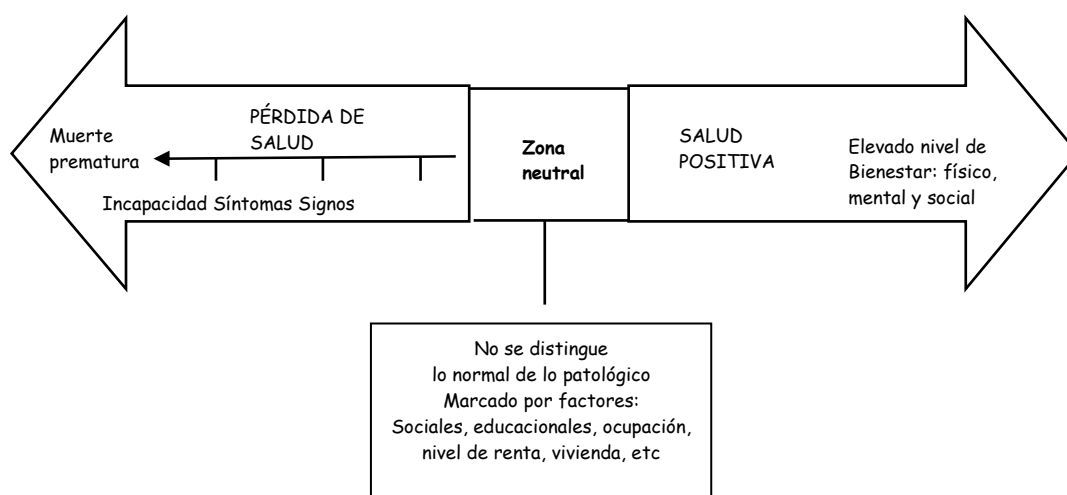 Muerte
prematura
PÉRDIDA DE
SALUD
Incapacidad Síntomas Signos
Zona
neutral
SALUD
POSITIVA
Elevado nivel de
Bienestar: físico,
mental y social
No se distingue
lo normal de lo patológico
Marcado por factores:
Sociales, educacionales, ocupación,
nivel de renta, vivienda, etc